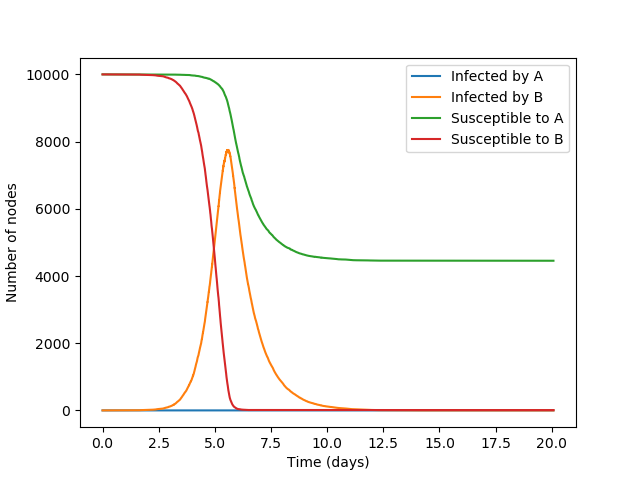 10000
8000
6000
4000
2000
0
Number of nodes
0.0 2.5 5.0 7.5 10.0 12.5 15.0 17.5 20.0
Time (days)
Infected by A
Infected by B
Susceptible to A
Susceptible to B